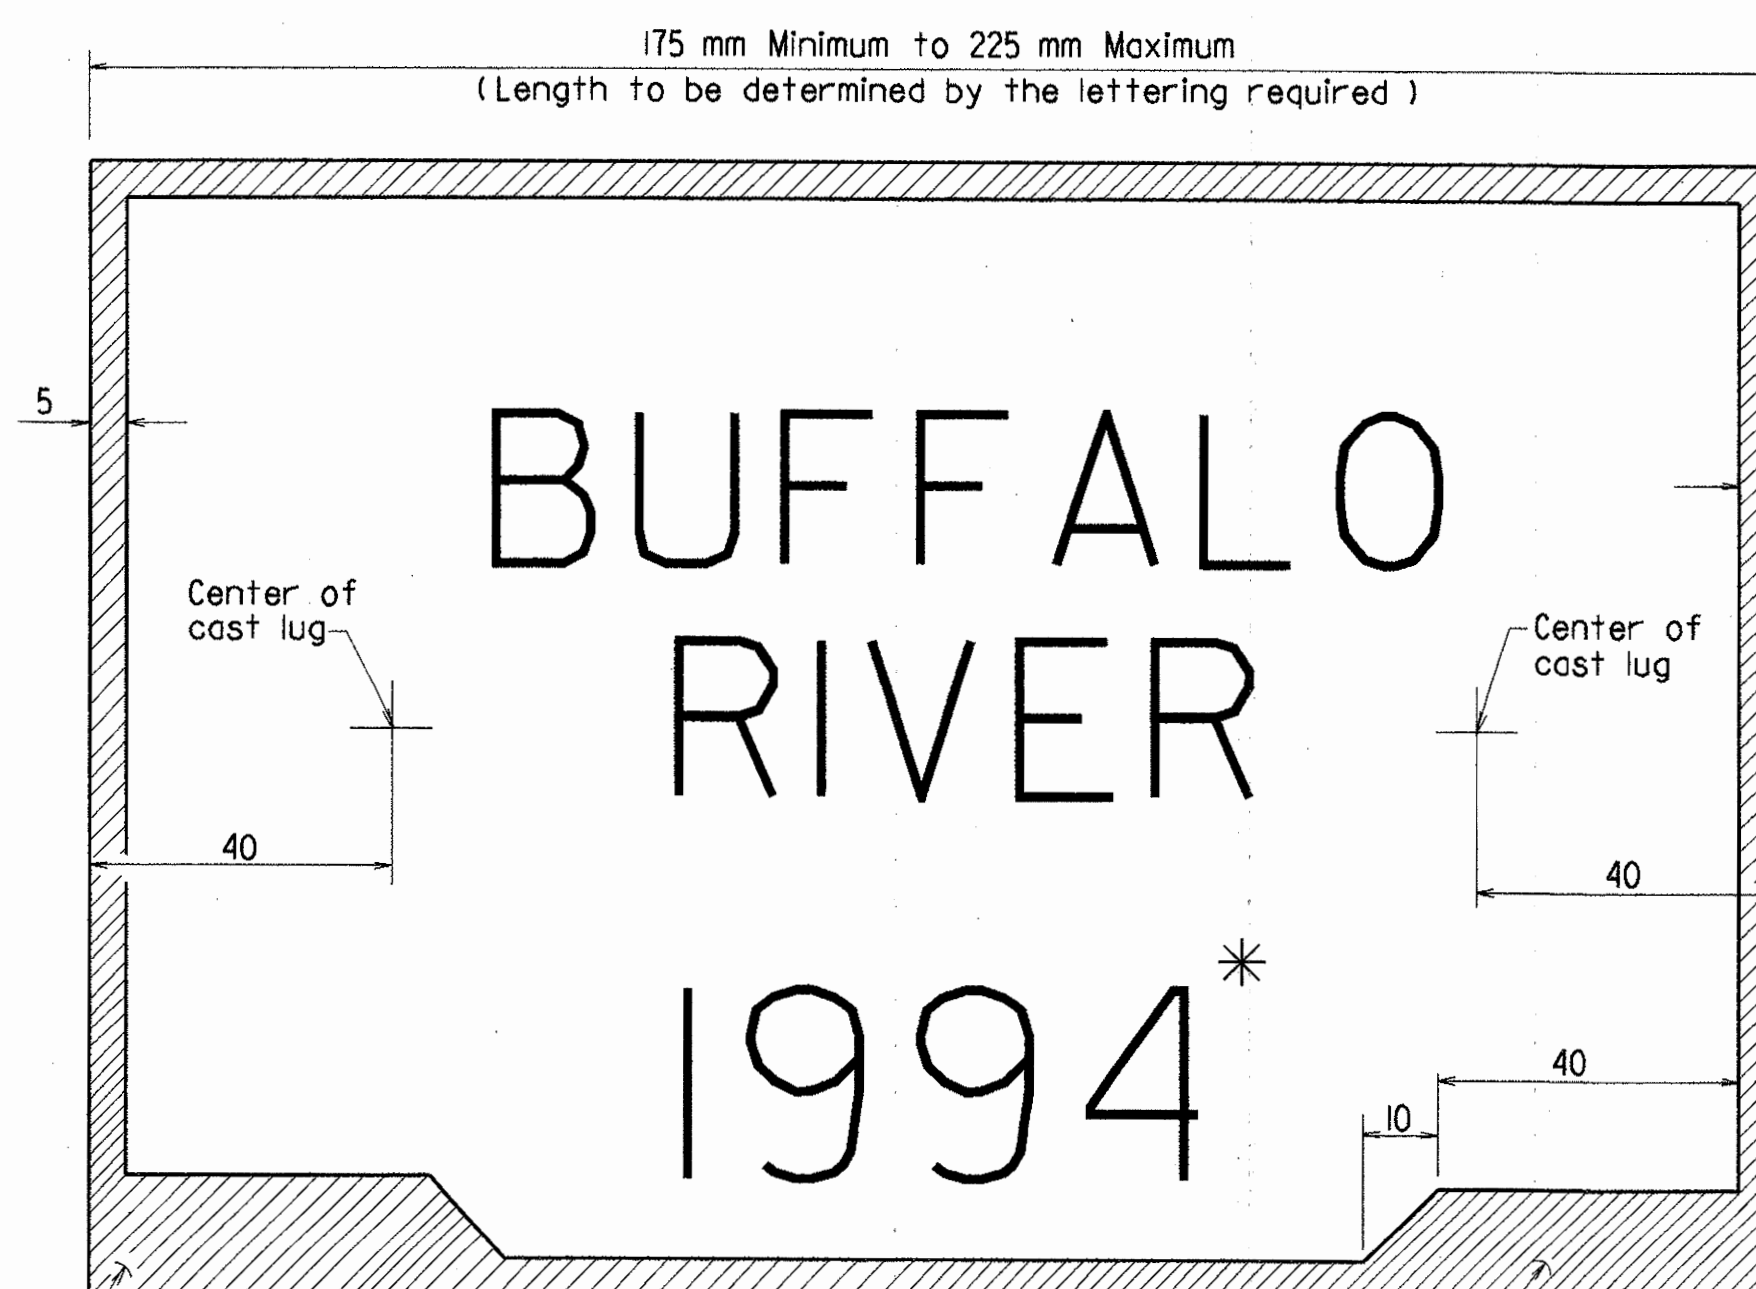 175 mm Minimum to 225 mm Maximum
(Length to be determined by the lettering required )
5
BUFFALO
Center of
cast lug
Center of
cast lug
RIVER
40
40
1994*
40
10